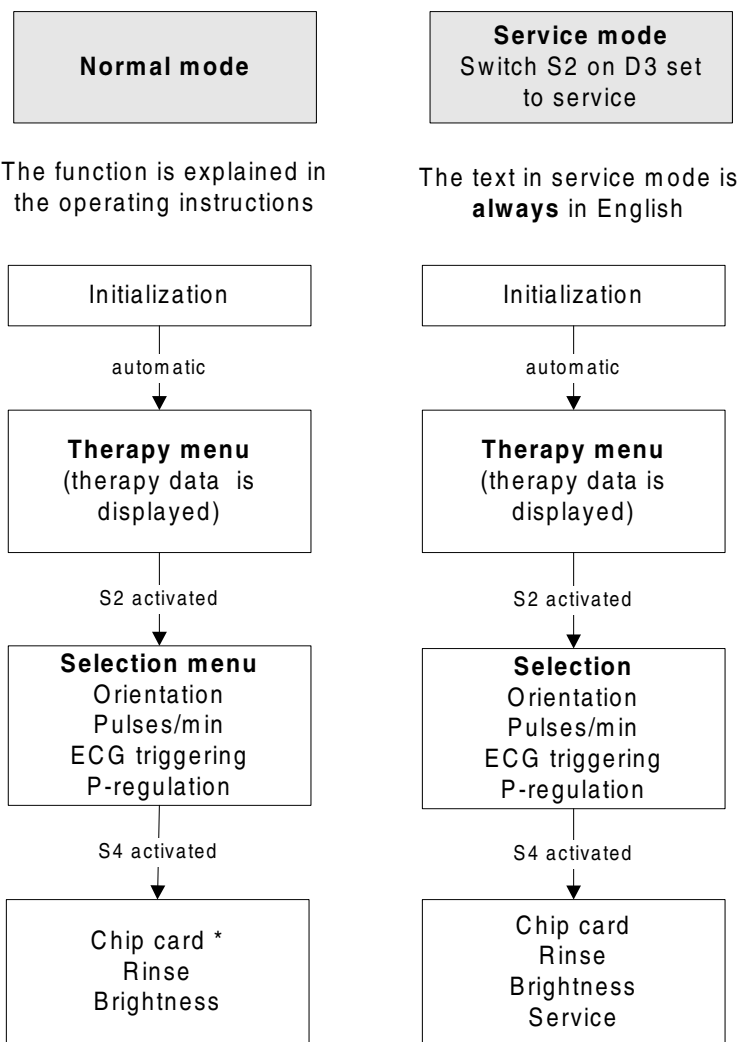 Normal mode
The function is explained in
the operating instructions
Initialization
automatic
Therapy menu
(therapy data is
displayed)
S2 activated
Selection menu
Orientation
Pulses/min
ECG triggering
P-regulation
S4 activated
Chip card *
Rinse
Brightness
Service mode
Switch S2 on D3 set
to service
The text in service mode is
always in English
Initialization
automatic
Therapy menu
(therapy data is
displayed)
S2 activated
Selection
Orientation
Pulses/min
ECG triggering
P-regulation
S4 activated
Chip card
Rinse
Brightness
Service